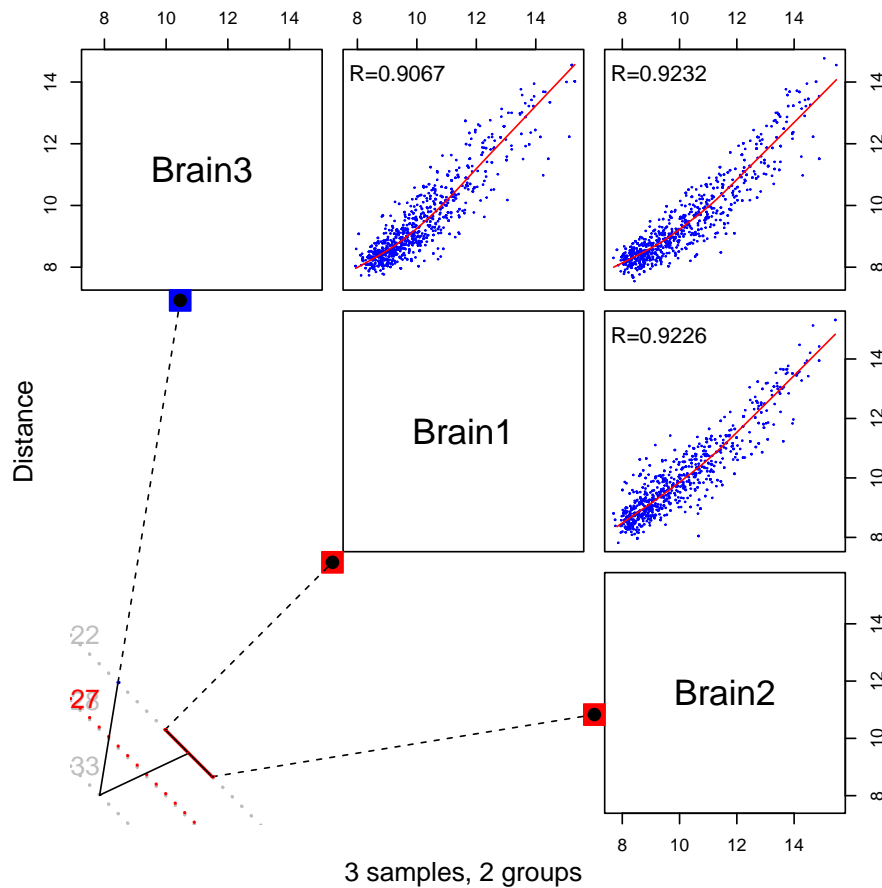 8 10 12 14 8 10 12 14 8 10 12 14
R=0.9067 R=0.9232
14 14
12 12
Brain3
10 10
8 8
R=0.9226
14
12
Brain1
10
8
Distance
22
14
27
12
Brain2
10
33
8
8 10 12 14
3 samples, 2 groups